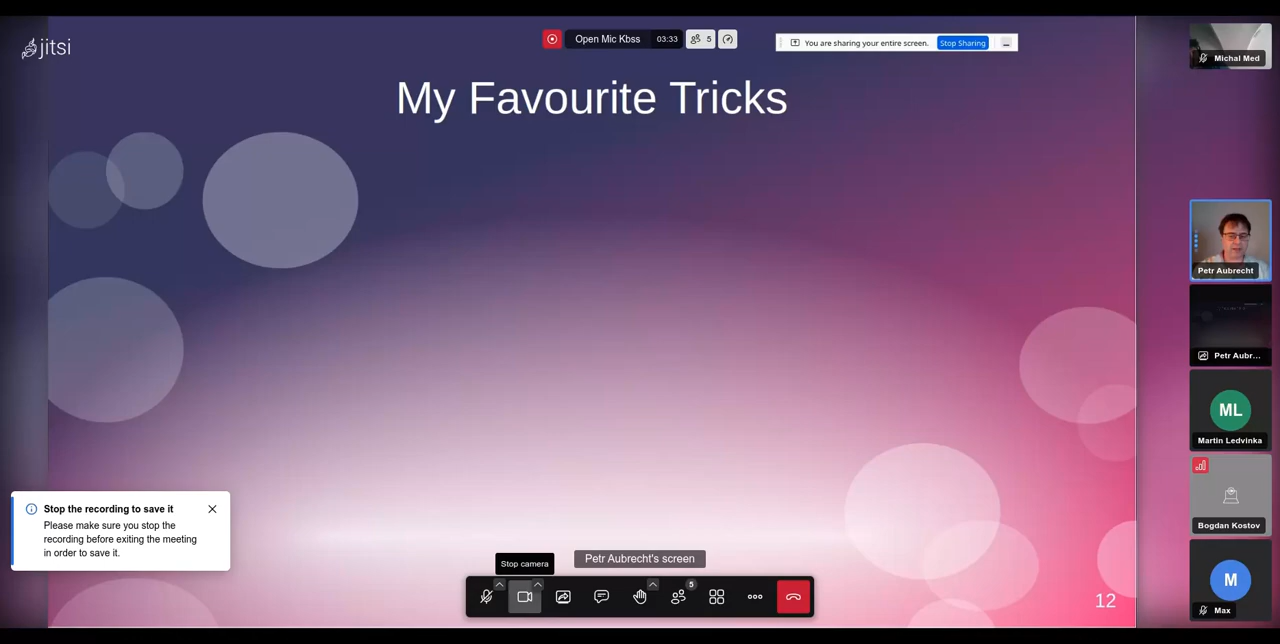 jitsi
Open Mic Kbss
03:33
5
You are sharing your entire screen.
Stop Sharing
My Favourite Tricks
Michal Med
Petr Aubrecht
Petr Aubr...
ML
Martin Ledvinka
Bogdan Kostov
M
Max
Stop the recording to save it
Please make sure you stop the
recording before exiting the meeting
in order to save it.
Stop camera
Petr Aubrecht's screen
5
12